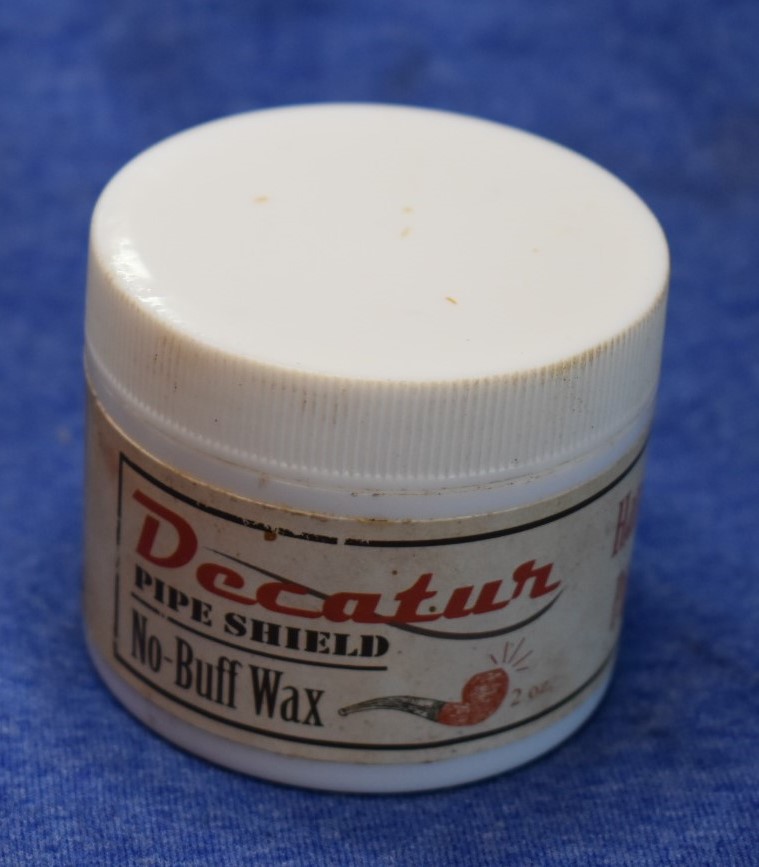 Decatur
PIPE SHIELD
No-Buff Wax
2 oz.